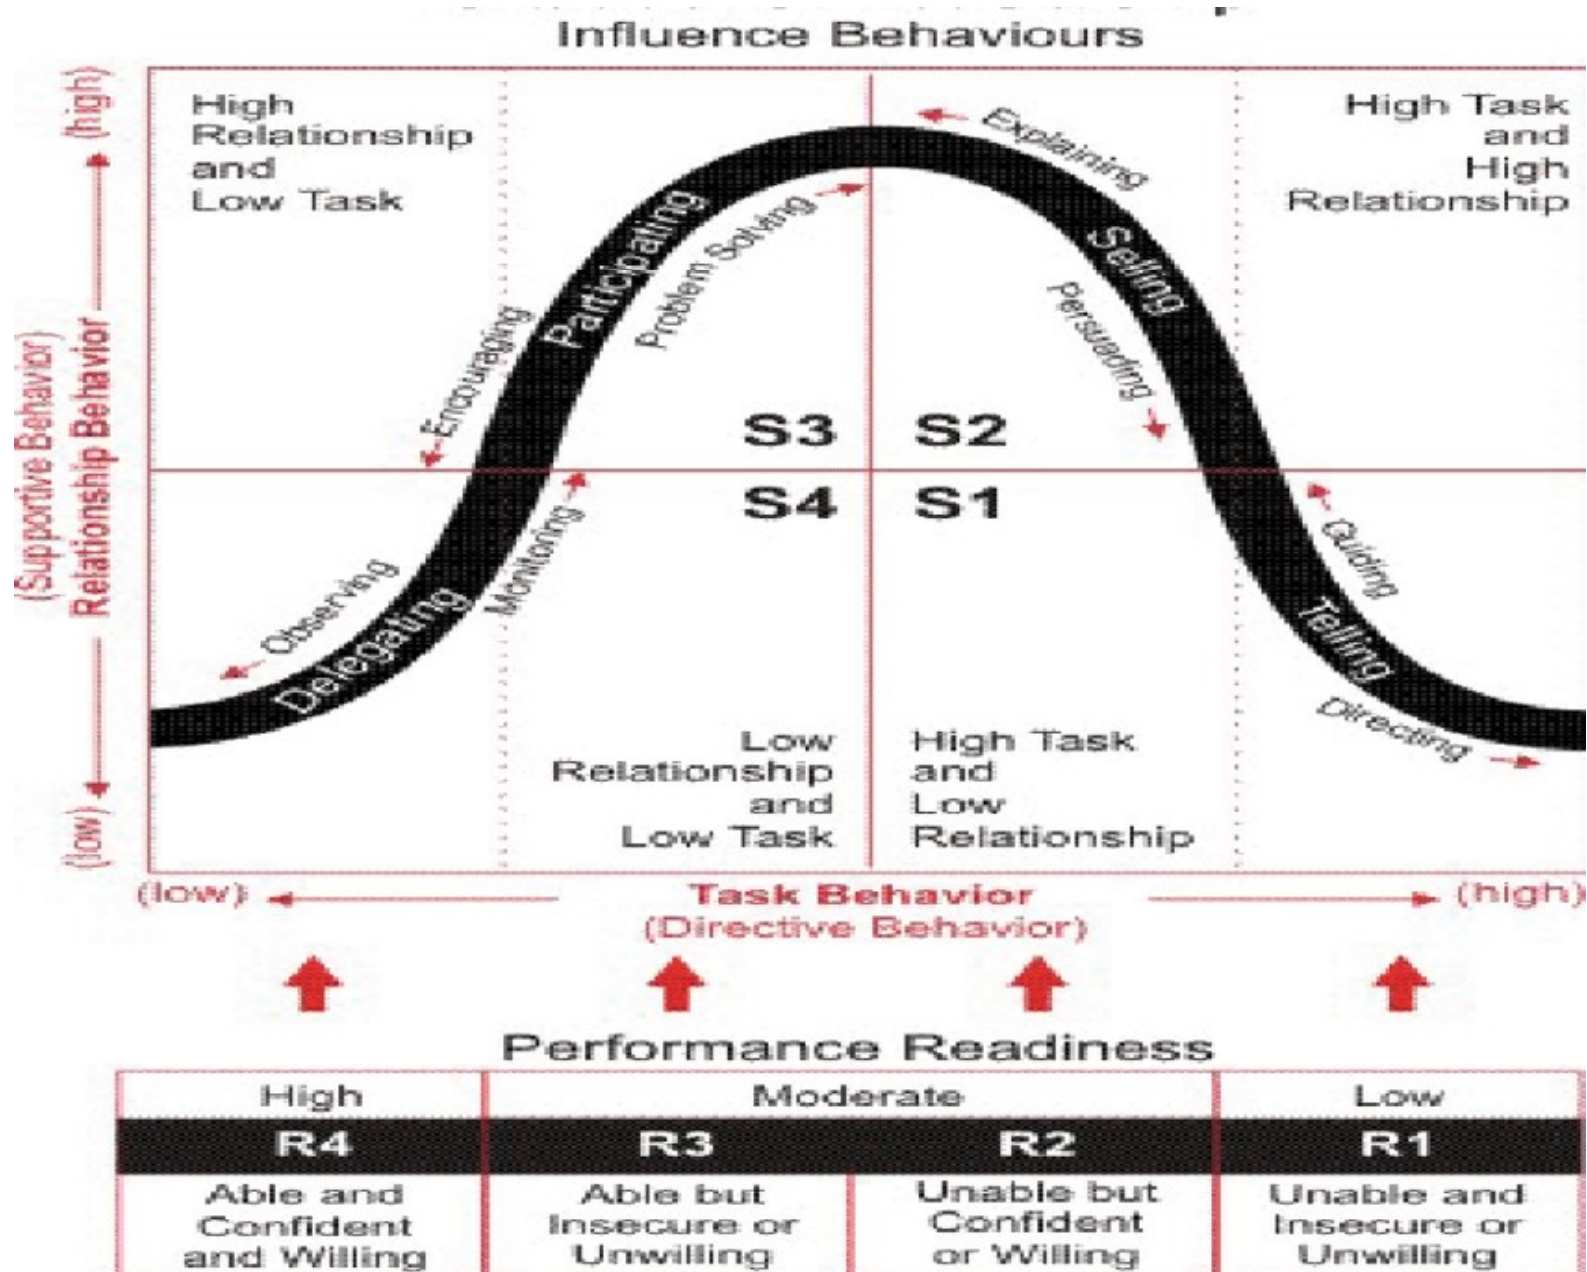 Influence Behaviours
(high)
High
Relationship
and
Low Task
High Task
and
High
Relationship
Explaining
Selling
Persuading
Participating
Problem Solving
Encouraging
S3
S2
S4
S1
(Supportive Behavior)
Relationship Behavior
Monitoring
Observing
Delegating
Guiding
Telling
Directing
Low
Relationship
and
Low Task
High Task
and
Low
Relationship
(low)
(low)
Task Behavior
(high)
(Directive Behavior)
Performance Readiness
High
Moderate
Low
R4
R3
R2
R1
Able and
Confident
and Willing
Able but
Insecure or
Unwilling
Unable but
Confident
or Willing
Unable and
Insecure or
Unwilling